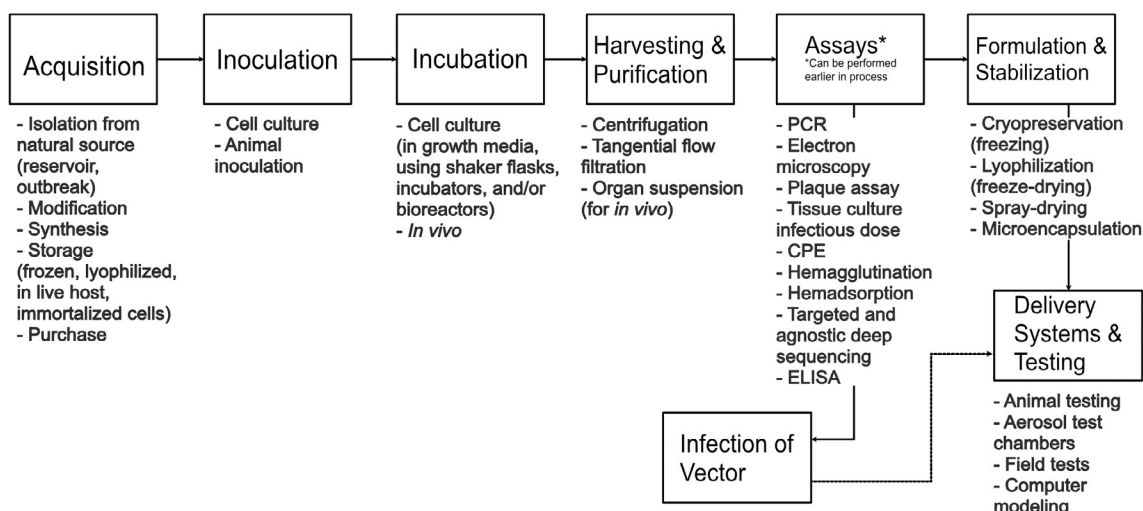 Acquisition
- Isolation from
natural source
(reservoir,
outbreak)
- Modification
- Synthesis
- Storage
(frozen, lyophilized,
in live host,
immortalized cells)
- Purchase
Inoculation
- Cell culture
- Animal
inoculation
Incubation
- Cell culture
(in growth media,
using shaker flasks,
incubators, and/or
bioreactors)
- In vivo
Harvesting &
Purification
- Centrifugation
- Tangential flow
filtration
- Organ suspension
(for in vivo)
Assays*
*Can be performed
earlier in process
- PCR
- Electron
microscopy
- Plaque assay
- Tissue culture
infectious dose
- CPE
- Hemagglutination
- Hemadsorption
- Targeted and
agnostic deep
sequencing
- ELISA
Formulation &
Stabilization
- Cryopreservation
(freezing)
- Lyophilization
(freeze-drying)
- Spray-drying
- Microencapsulation
Infection of
Vector
Delivery
Systems &
Testing
- Animal testing
- Aerosol test
chambers
- Field tests
- Computer
modeling